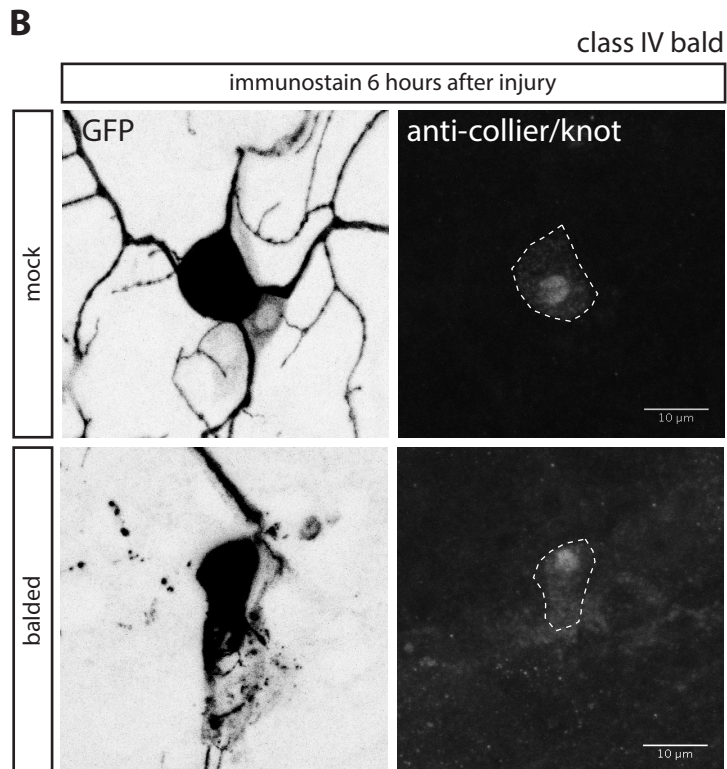 B
class IV bald
immunostain 6 hours after injury
mock
GFP
anti-collier/knot
10 µm
balded
10 µm